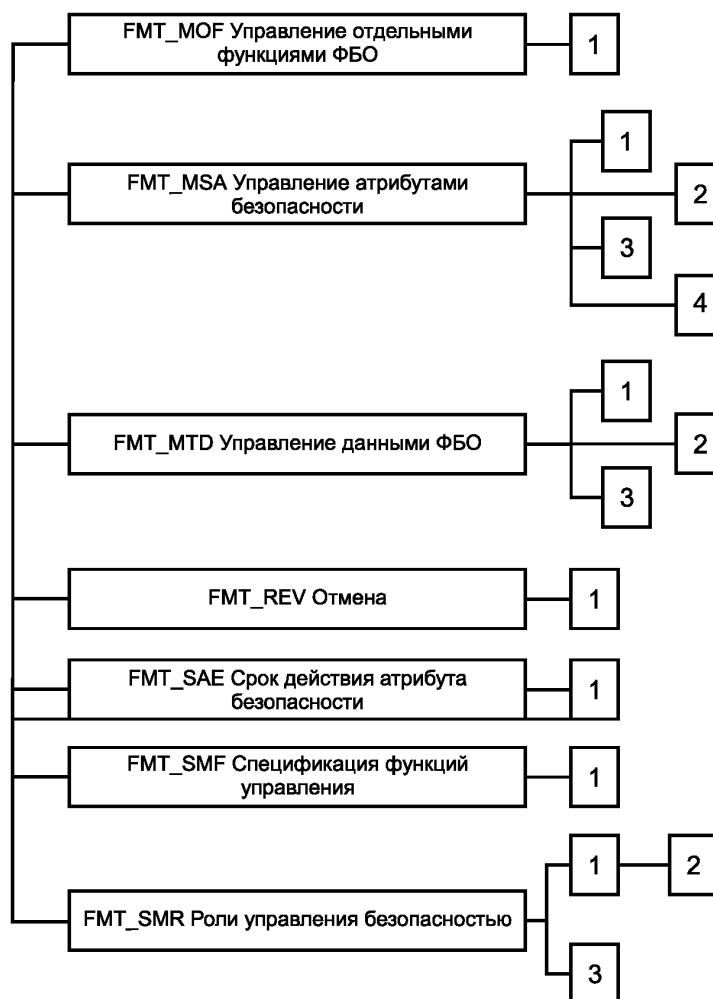 FMT_MOF Управление отдельными
функциями ФБО
1
1
FMT_MSA Управление атрибутами
безопасности
2
3
4
1
FMT_MTD Управление данными ФБО
2
3
FMT_REV Отмена
1
FMT_SAE Срок действия атрибута
безопасности
1
FMT_SMF Спецификация функций
управления
1
1
2
FMT_SMR Роли управления безопасностью
3